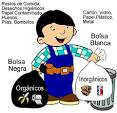 Restos de Comida,
Desechos Higiénicos
Papel Contaminado
Huesos
Pilas, Bombillos
Bolsa
Blanca
Cartón, Vidrio,
Papel, Plástico,
Metal
Bolsa
Negra
Orgánicos
Inorgánicos